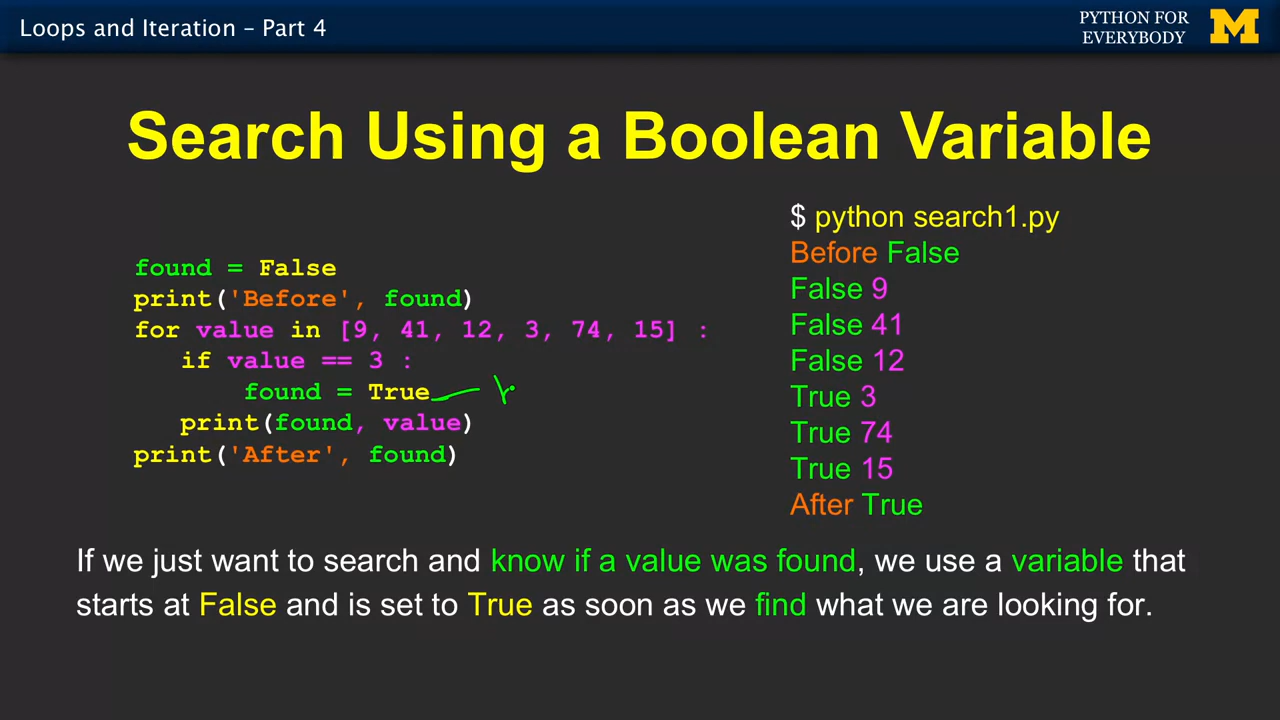 Loops and Iteration – Part 4
PYTHON FOR
EVERYBODY
M
Search Using a Boolean Variable
found = False
print('Before', found)
for value in [9, 41, 12, 3, 74, 15] :
   if value == 3 :
       found = True
   print(found, value)
print('After', found)
$ python search1.py
Before False
False 9
False 41
False 12
True 3
True 74
True 15
After True
If we just want to search and know if a value was found, we use a variable that
starts at False and is set to True as soon as we find what we are looking for.